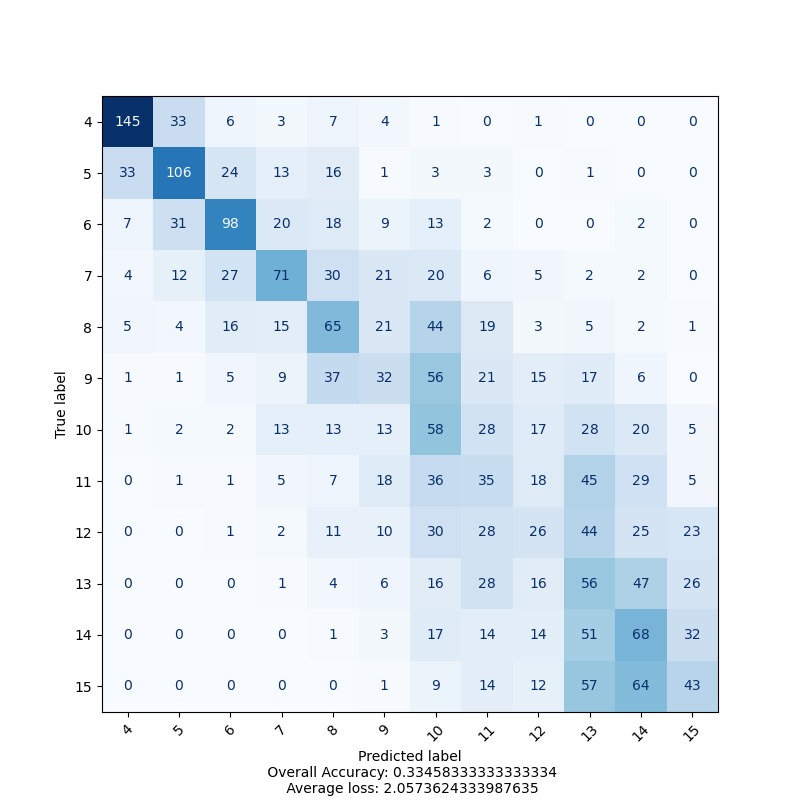 4 145 33 6 3 7 4 1 0 1 0 0 0
5 33 106 24 13 16 1 3 3 0 1 0 0
6 7 31 98 20 18 9 13 2 0 0 2 0
7 4 12 27 71 30 21 20 6 5 2 2 0
8 5 4 16 15 65 21 44 19 3 5 2 1
9 1 1 5 9 37 32 56 21 15 17 6 0
10 1 2 2 13 13 13 58 28 17 28 20 5
11 0 1 1 5 7 18 36 35 18 45 29 5
12 0 0 1 2 11 10 30 28 26 44 25 23
13 0 0 0 1 4 6 16 28 16 56 47 26
14 0 0 0 0 1 3 17 14 14 51 68 32
15 0 0 0 0 0 1 9 14 12 57 64 43
True label
4 5 6 7 8 9 10 11 12 13 14 15
Predicted label
Overall Accuracy: 0.33458333333333334
Average loss: 2.0573624333987635